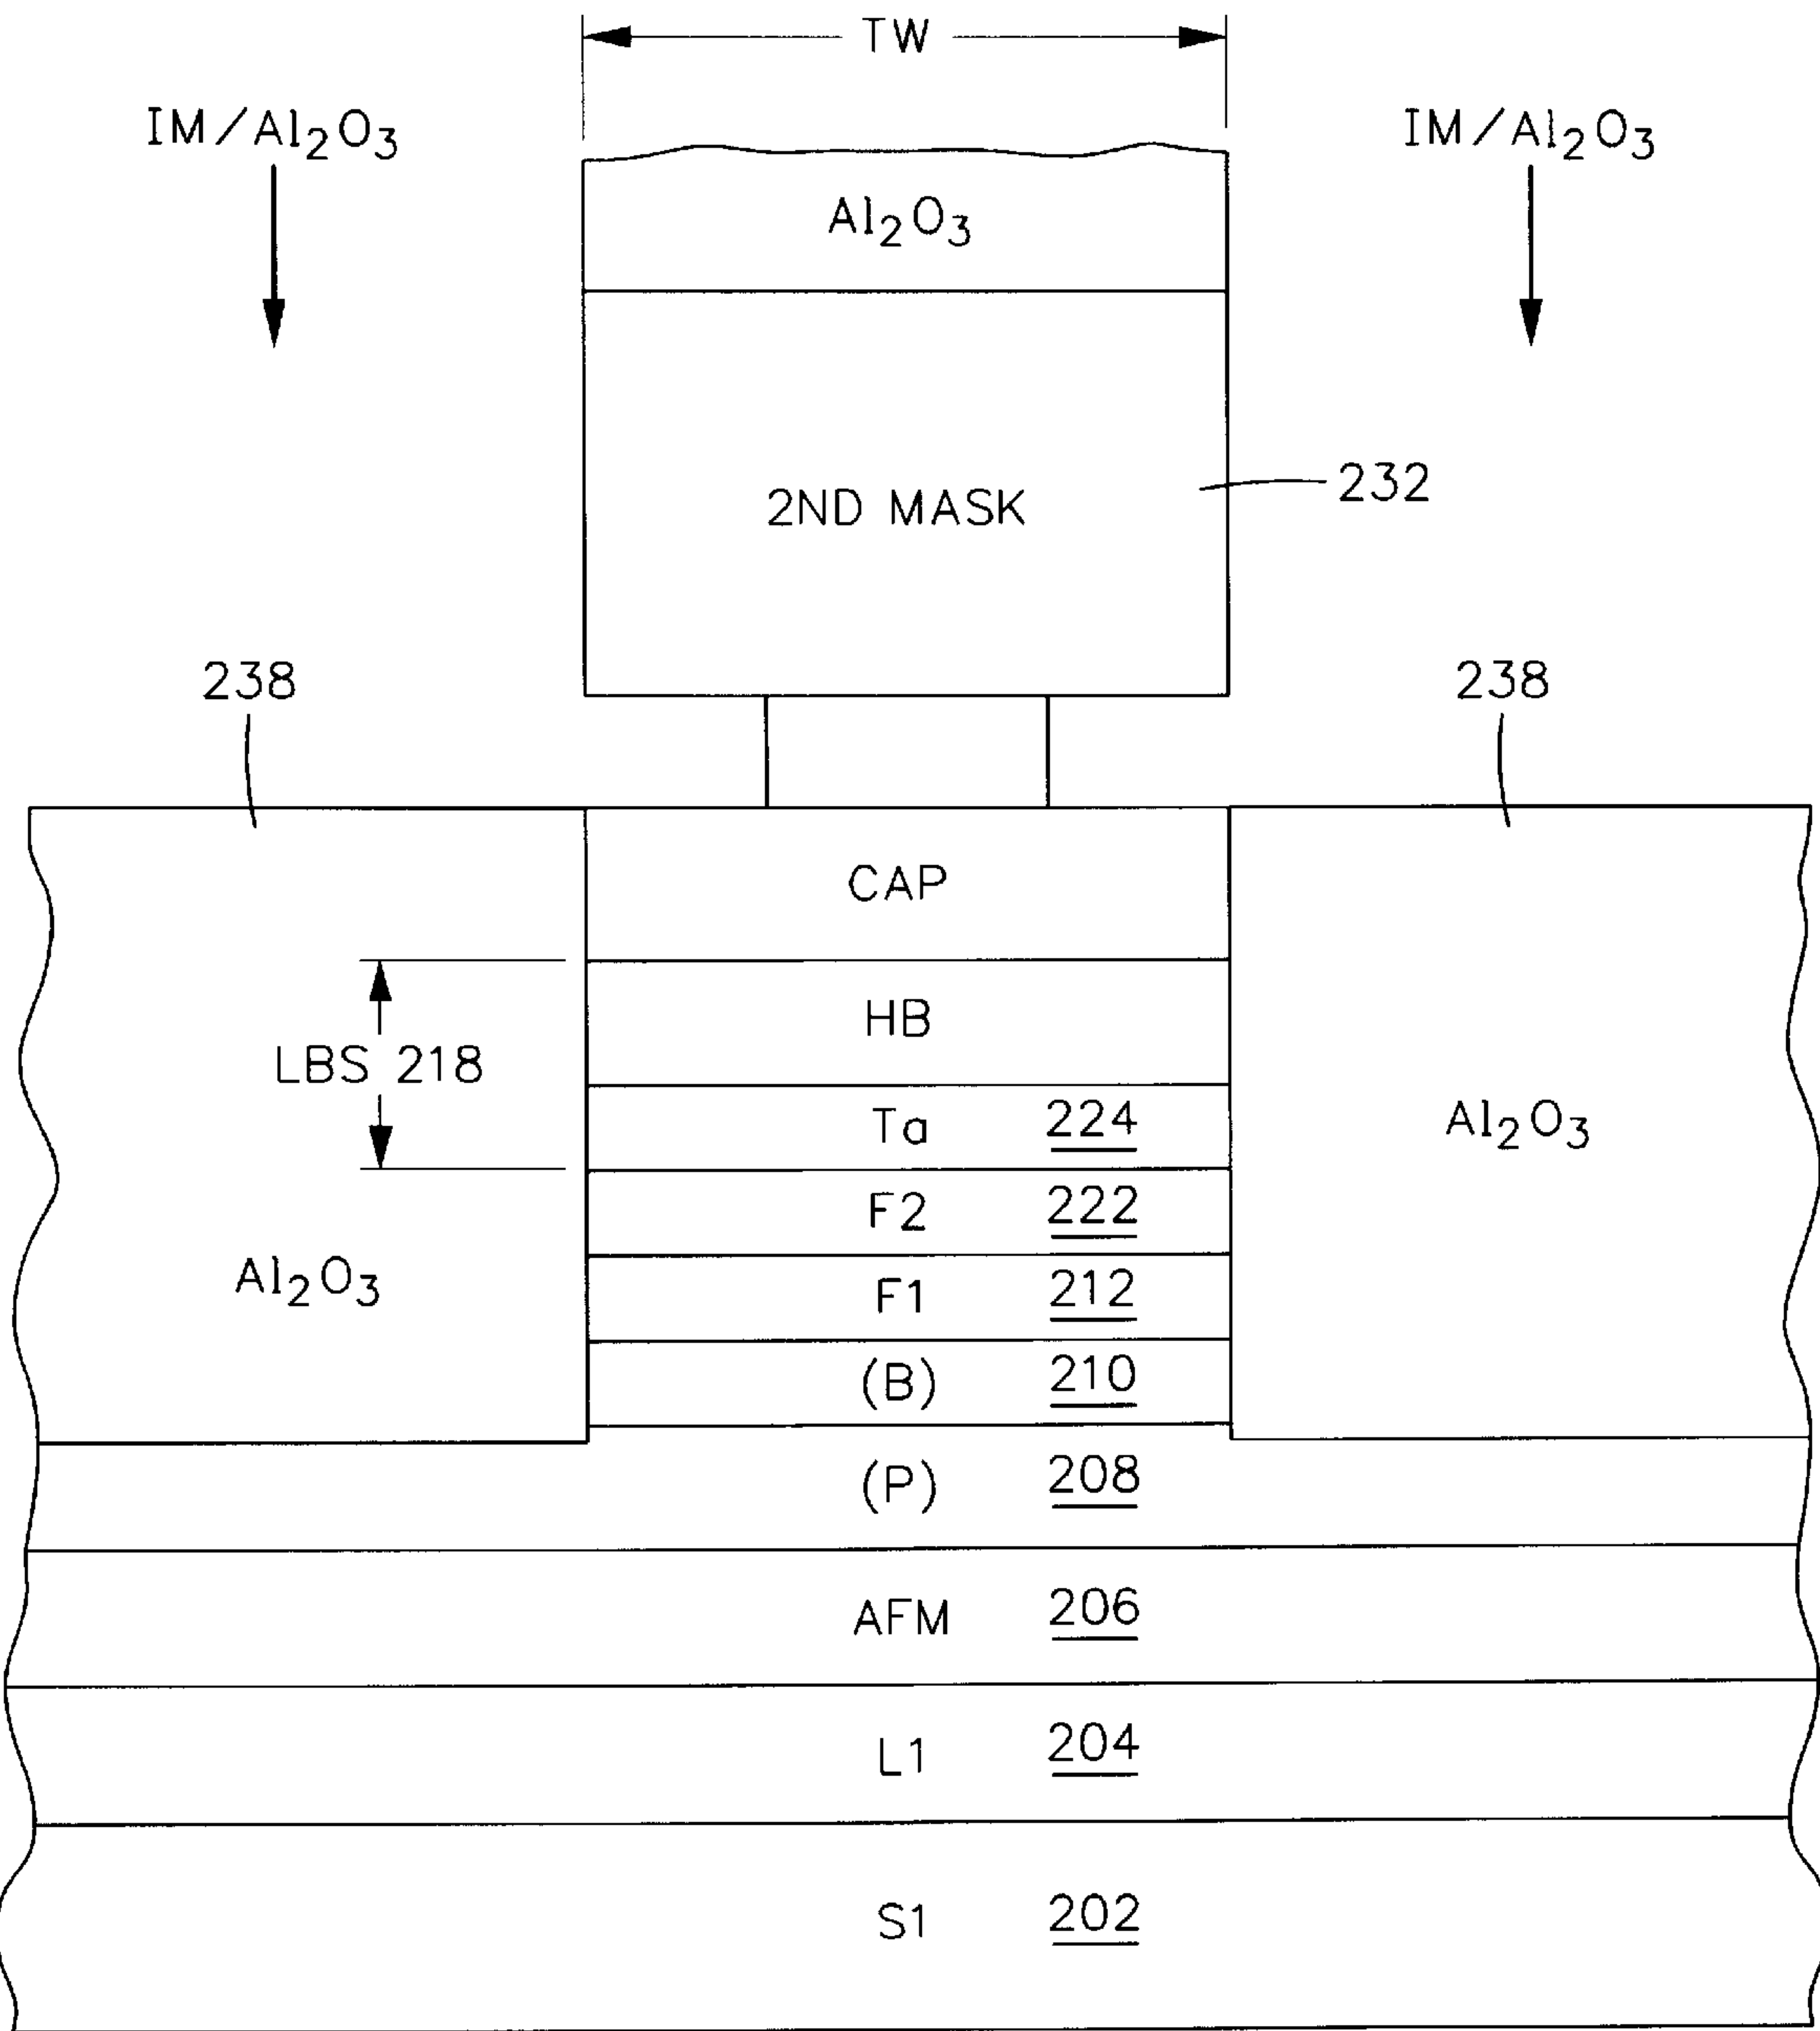 TW
IM/Al₂O₃
IM/Al₂O₃
Al₂O₃
2ND MASK
232
238
238
CAP
HB
LBS 218
Ta 224
Al₂O₃
F2 222
Al₂O₃
F1 212
(B) 210
(P) 208
AFM 206
L1 204
S1 202